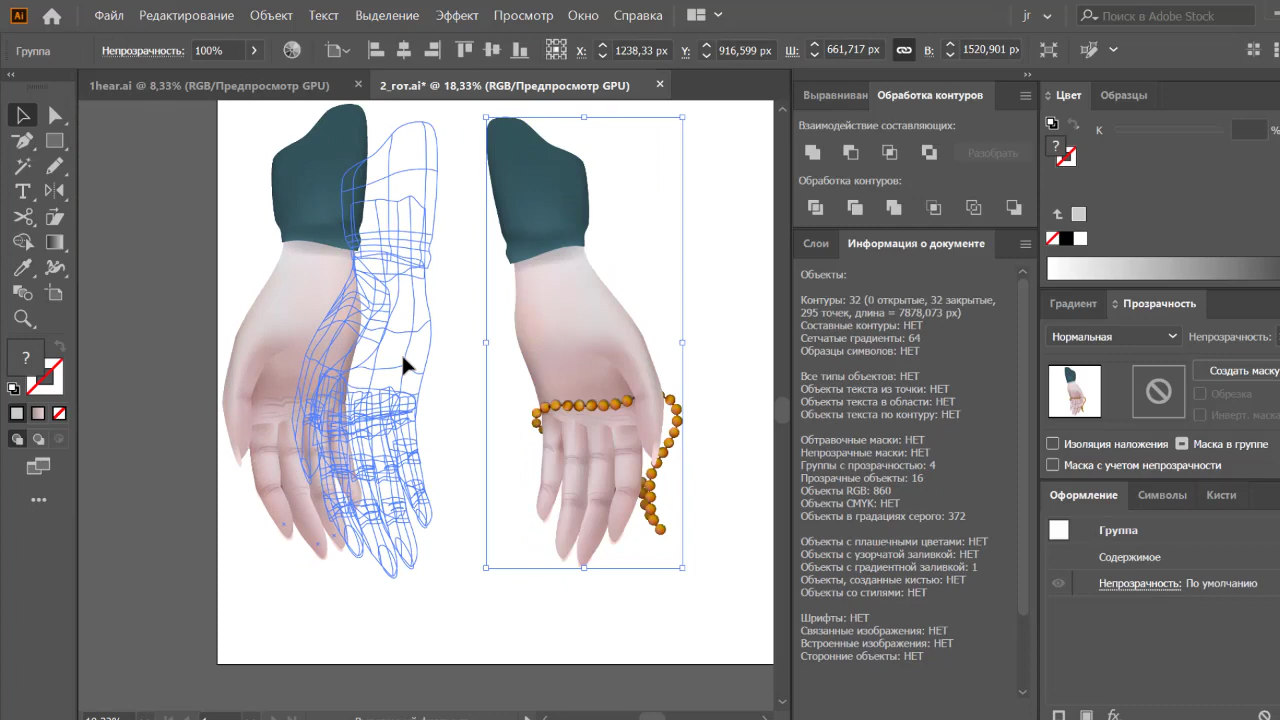 Ai Файл Редактирование Объект Текст Выделение Эффект Просмотр Окно Справка jr Поиск в Adobe Stock
Группа Непрозрачность: 100% X: 1238,33 px Y: 916,599 px Ш: 661,717 px В: 1520,901 px
1hear.ai @ 8,33% (RGB/Предпросмотр GPU) 2_гот.ai* @ 18,33% (RGB/Предпросмотр GPU)
Выравниван Обработка контуров
Взаимодействие составляющих:
Разобрать
Обработка контуров:
Слои Информация о документе
Объекты:
Контуры: 32 (0 открытые, 32 закрытые,
295 точек, длина = 7878,073 px)
Составные контуры: НЕТ
Сетчатые градиенты: 64
Образцы символов: НЕТ
Все типы объектов: НЕТ
Объекты текста из точки: НЕТ
Объекты текста в области: НЕТ
Объекты текста по контуру: НЕТ
Обтравочные маски: НЕТ
Непрозрачные маски: НЕТ
Группы с прозрачностью: 4
Прозрачные объекты: 16
Объекты RGB: 860
Объекты CMYK: НЕТ
Объекты в градациях серого: 372
Объекты с плашечными цветами: НЕТ
Объекты с узорчатой заливкой: НЕТ
Объекты с градиентной заливкой: 1
Объекты, созданные кистью: НЕТ
Объекты со стилями: НЕТ
Шрифты: НЕТ
Связанные изображения: НЕТ
Встроенные изображения: НЕТ
Сторонние объекты: НЕТ
Цвет Образцы
K %
?
Градиент Прозрачность
Нормальная Непрозрачность:
Создать маску
Обрезка
Инверт. маск
Изоляция наложения Маска в группе
Маска с учетом непрозрачности
Оформление Символы Кисти
Группа
Содержимое
Непрозрачность: По умолчанию
fx
?
18,33%